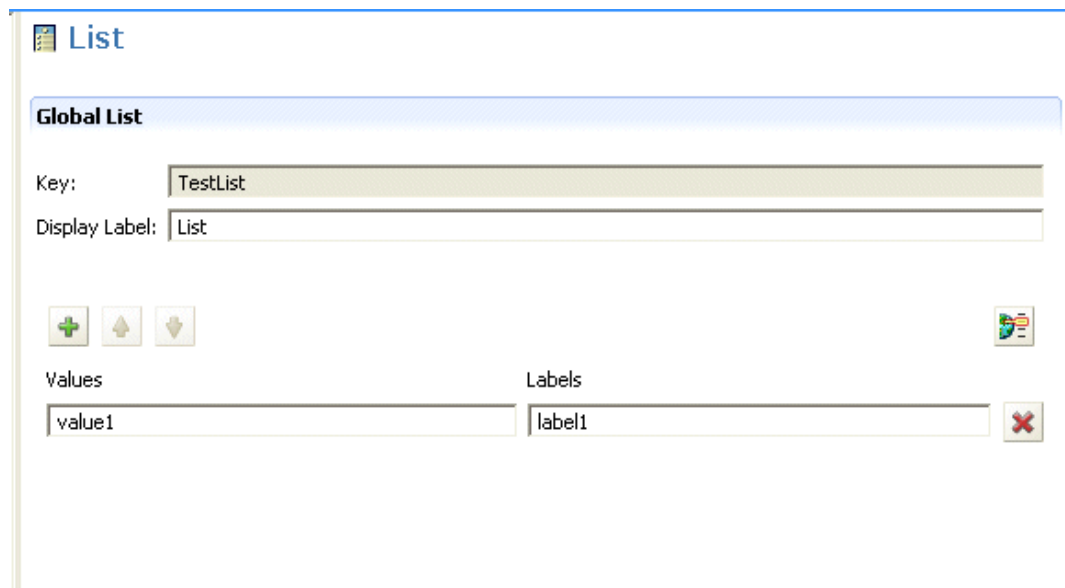 List
Global List
Key: TestList
Display Label: List
Values Labels
value1 label1